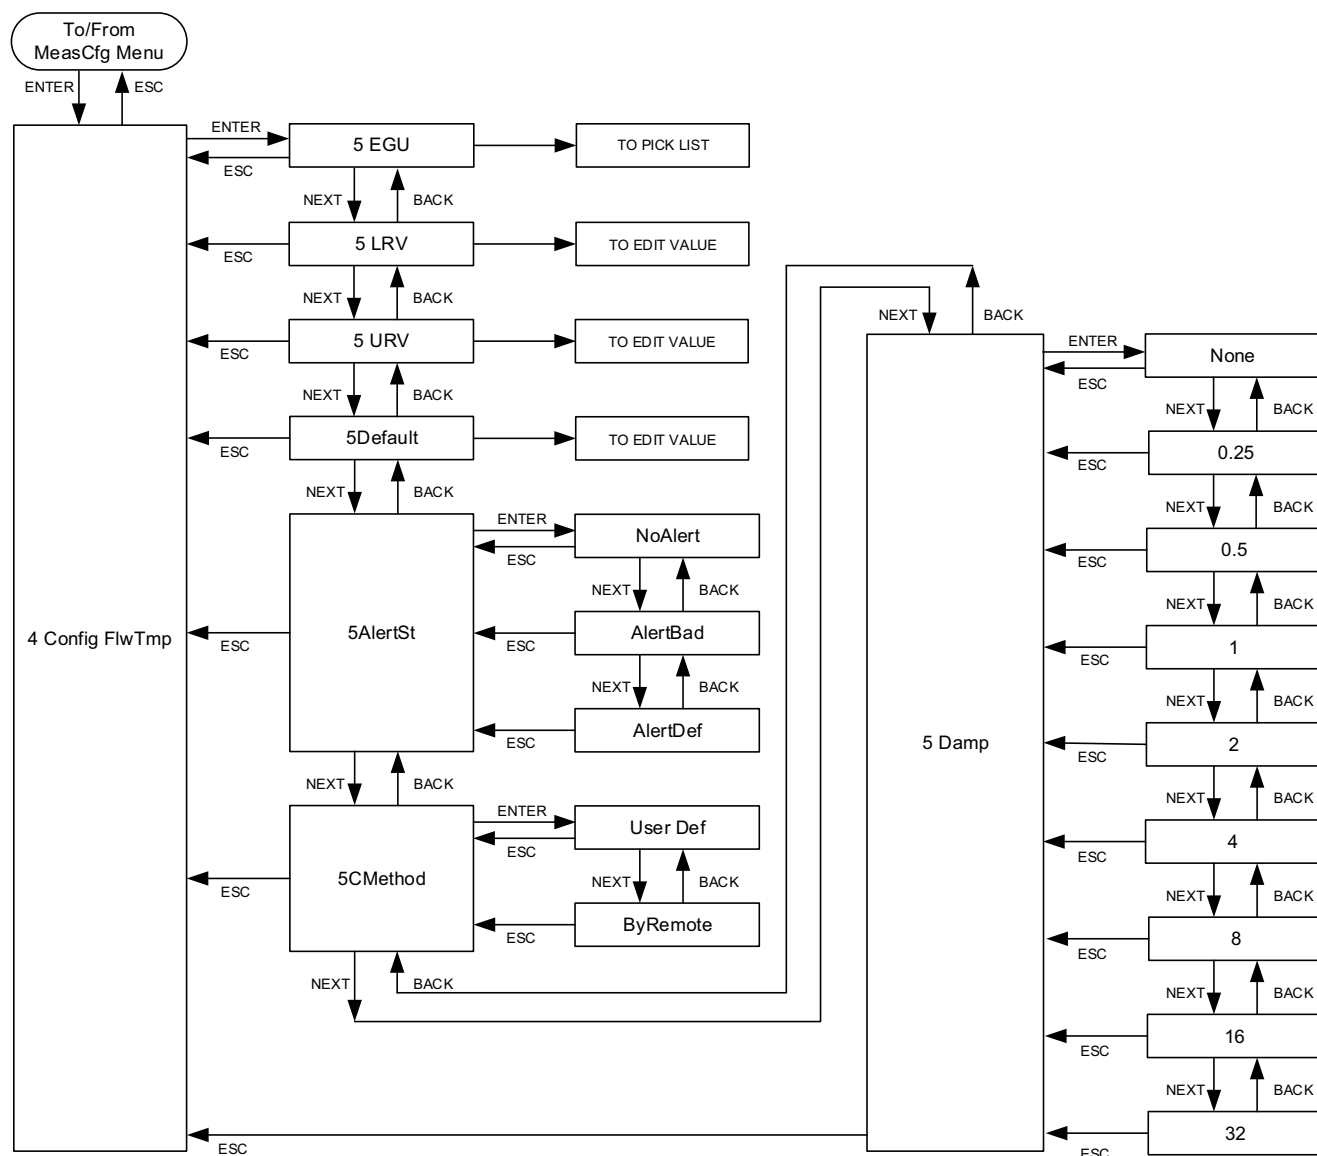 To/From
MeasCfg Menu
ENTER
ESC
4 Config FlwTmp
ENTER
ESC
5 EGU
TO PICK LIST
NEXT
BACK
ESC
5 LRV
TO EDIT VALUE
NEXT
BACK
ESC
5 URV
TO EDIT VALUE
NEXT
BACK
ESC
5Default
TO EDIT VALUE
NEXT
BACK
ESC
5AlertSt
ENTER
ESC
NoAlert
NEXT
BACK
ESC
AlertBad
NEXT
BACK
ESC
AlertDef
NEXT
BACK
ESC
5CMethod
ENTER
ESC
User Def
NEXT
BACK
ESC
ByRemote
NEXT
BACK
NEXT
BACK
5 Damp
ESC
ENTER
ESC
None
NEXT
BACK
ESC
0.25
NEXT
BACK
ESC
0.5
NEXT
BACK
ESC
1
NEXT
BACK
ESC
2
NEXT
BACK
ESC
4
NEXT
BACK
ESC
8
NEXT
BACK
ESC
16
NEXT
BACK
ESC
32